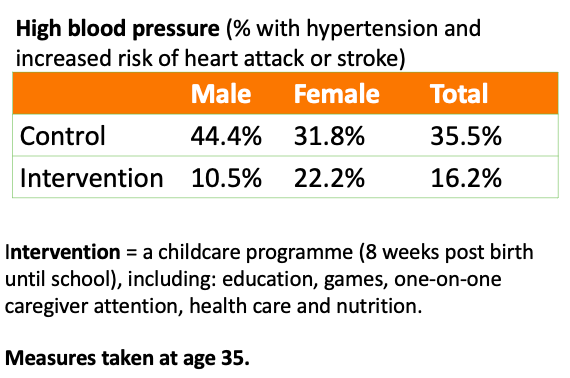 High blood pressure (% with hypertension and
increased risk of heart attack or stroke)
Male Female Total
Control 44.4% 31.8% 35.5%
Intervention 10.5% 22.2% 16.2%
Intervention = a childcare programme (8 weeks post birth
until school), including: education, games, one-on-one
caregiver attention, health care and nutrition.
Measures taken at age 35.